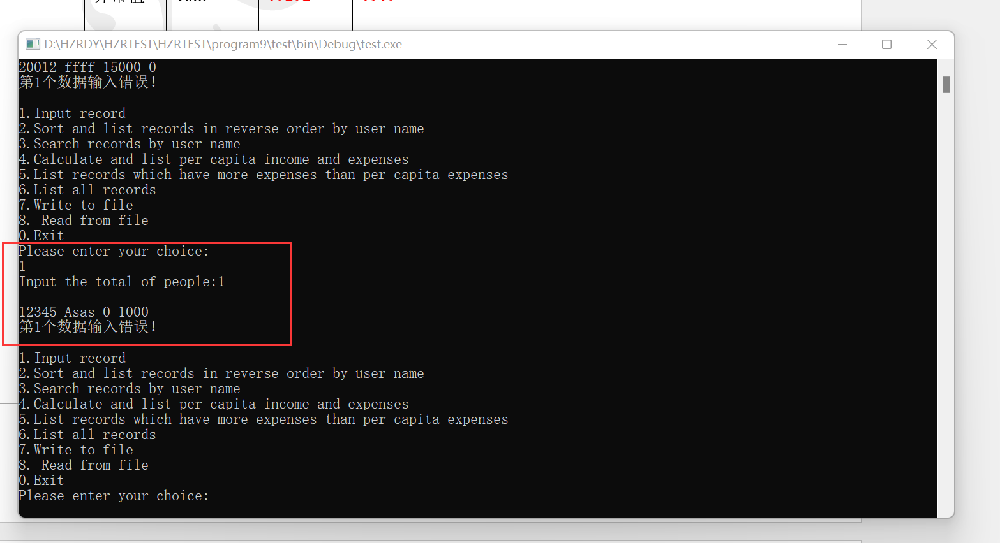 D:\HZRDY\HZRTEST\HZRTEST\program9\test\bin\Debug\test.exe
20012 ffff 15000 0
第1个数据输入错误!
1.Input record
2.Sort and list records in reverse order by user name
3.Search records by user name
4.Calculate and list per capita income and expenses
5.List records which have more expenses than per capita expenses
6.List all records
7.Write to file
8. Read from file
0.Exit
Please enter your choice:
1
Input the total of people:1
12345 Asas 0 1000
第1个数据输入错误!
1.Input record
2.Sort and list records in reverse order by user name
3.Search records by user name
4.Calculate and list per capita income and expenses
5.List records which have more expenses than per capita expenses
6.List all records
7.Write to file
8. Read from file
0.Exit
Please enter your choice: